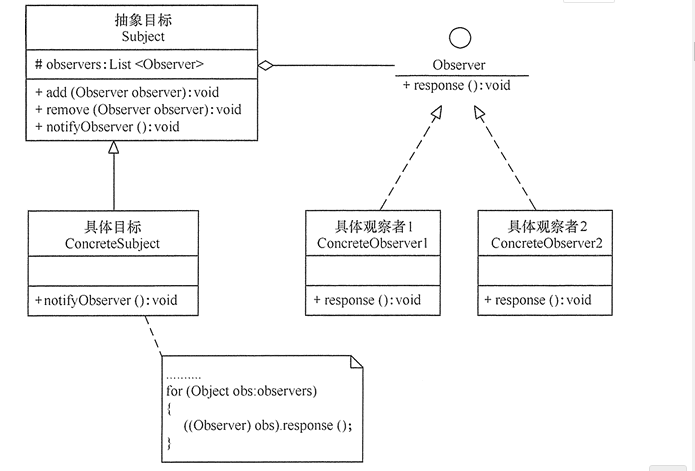 抽象目标
Subject
# observers:List <Observer>
+ add (Observer observer):void
+ remove (Observer observer):void
+ notifyObserver ():void
Observer
+ response ():void
具体目标
ConcreteSubject
+notifyObserver ():void
具体观察者1
ConcreteObserver1
+ response ():void
具体观察者2
ConcreteObserver2
+ response ():void
..........
for (Object obs:observers)
{
((Observer) obs).response ();
}